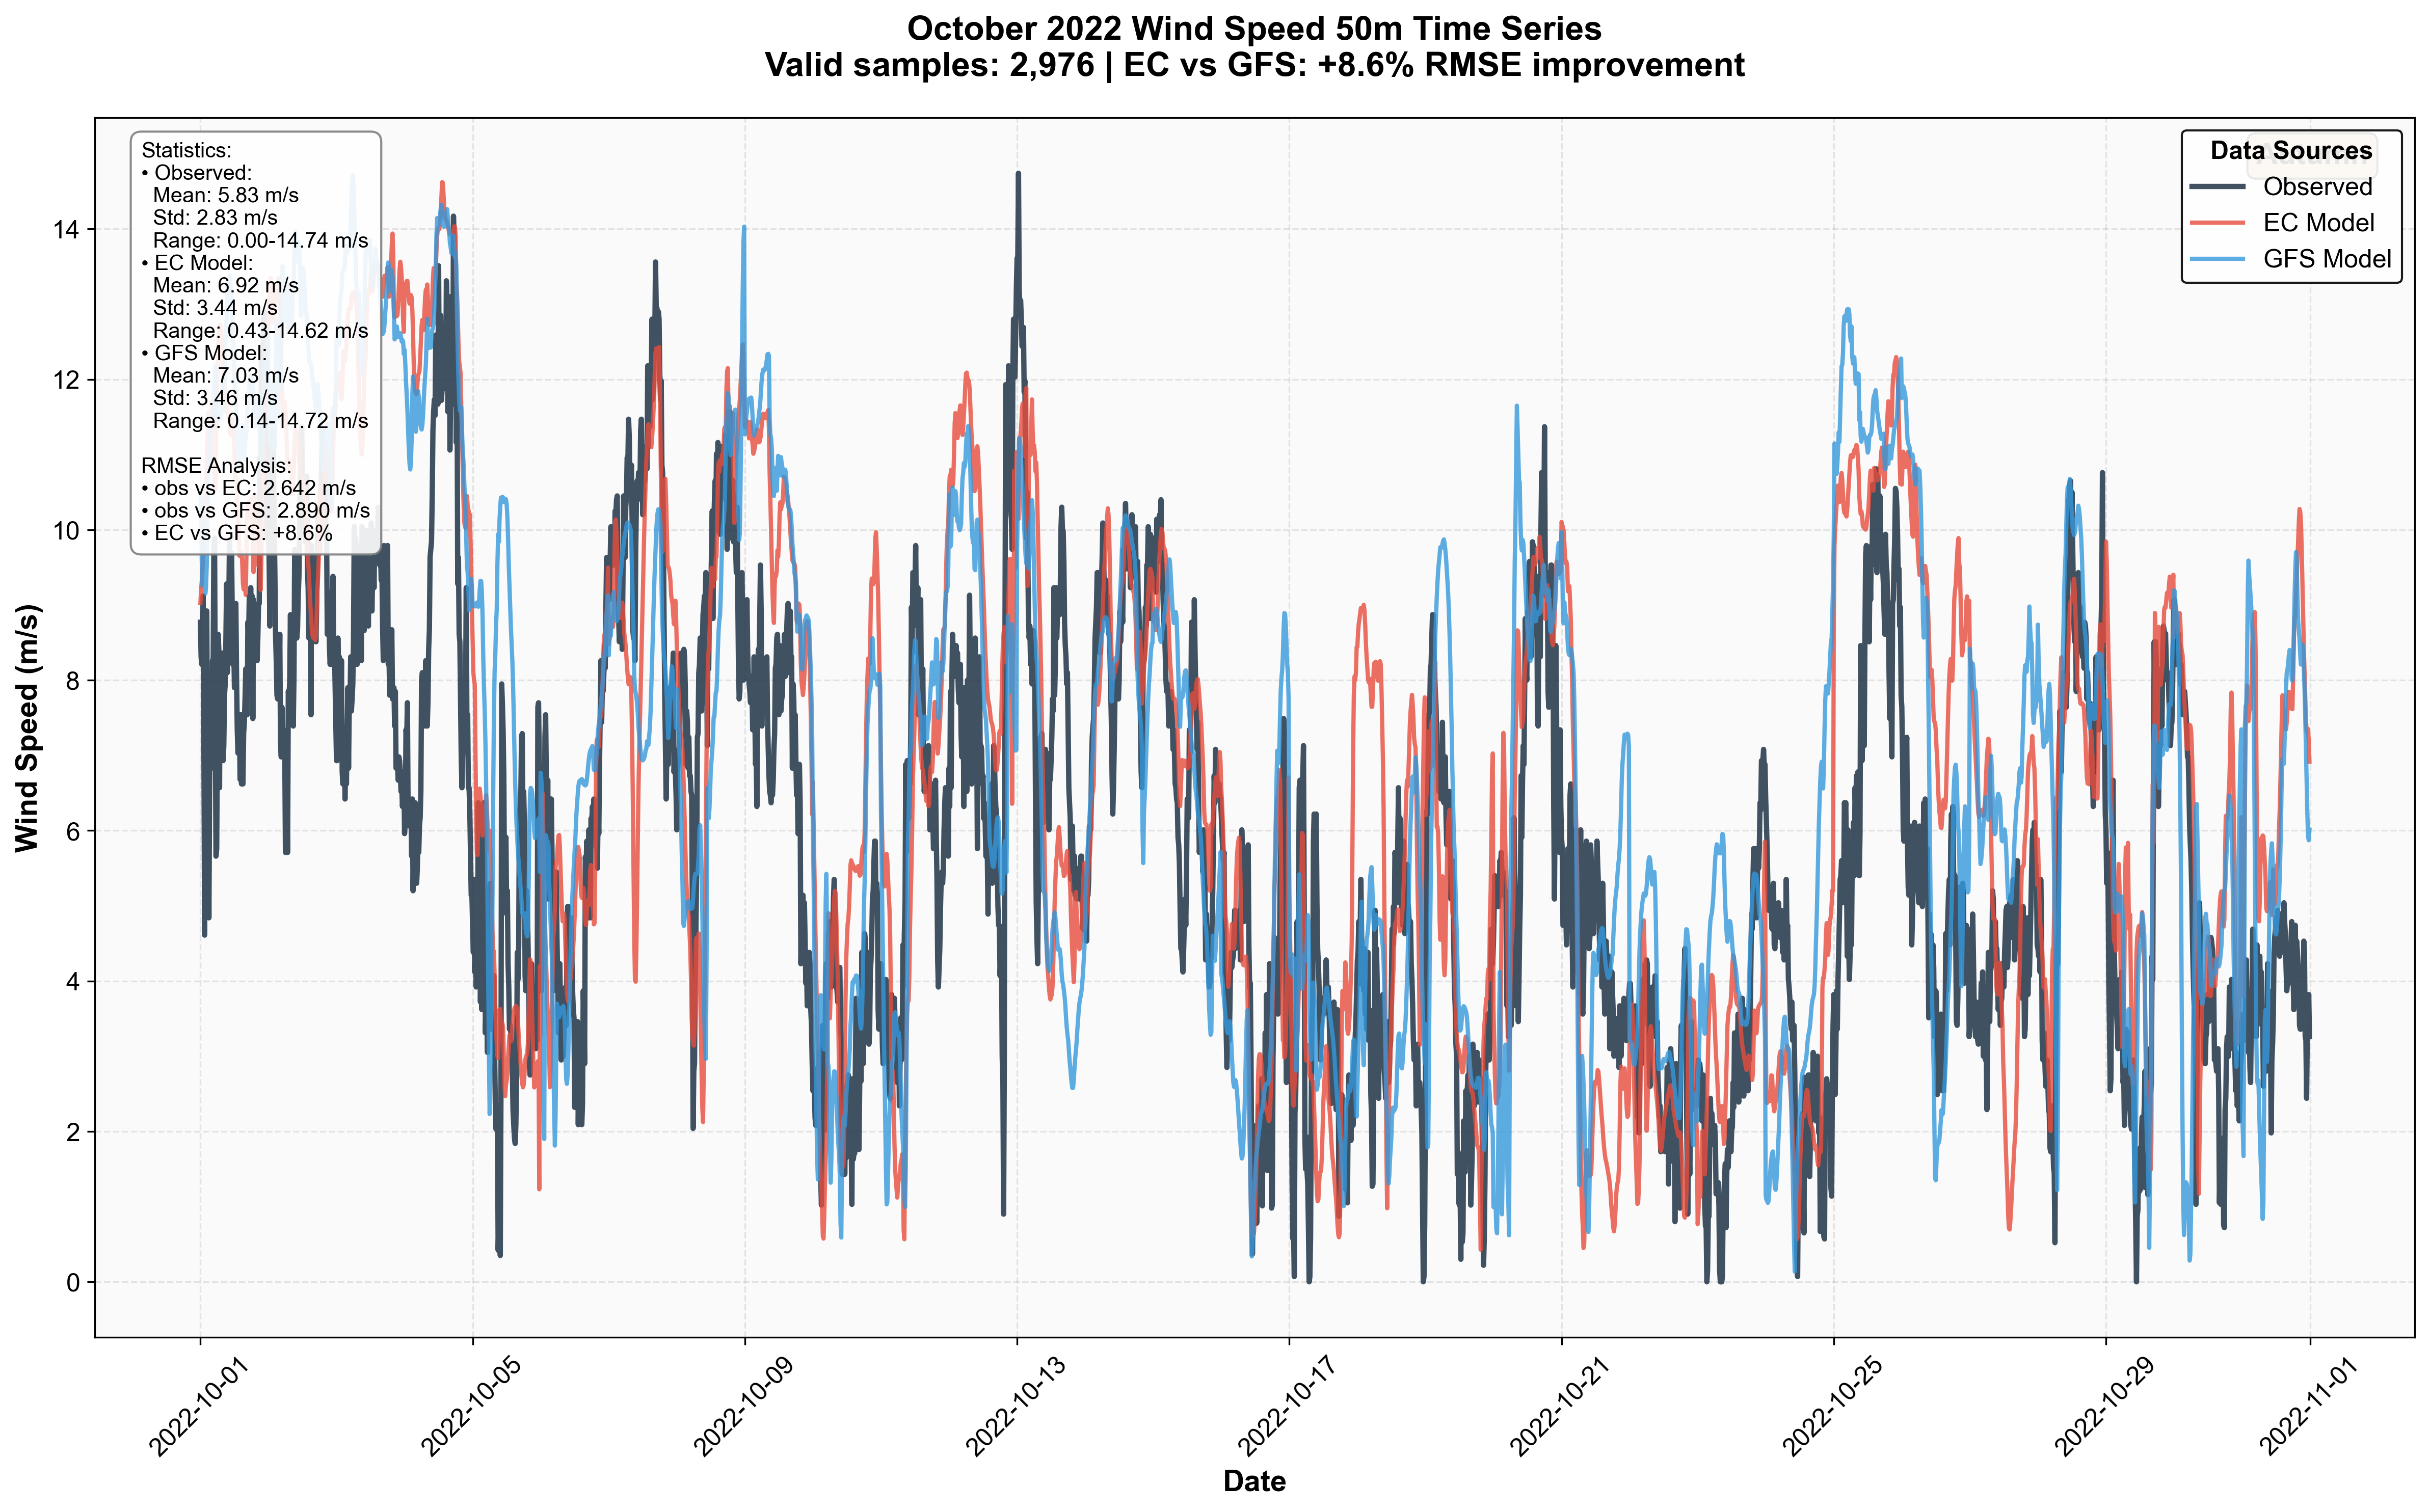 October 2022 Wind Speed 50m Time Series
Valid samples: 2,976 | EC vs GFS: +8.6% RMSE improvement
Statistics:
• Observed:
Mean: 5.83 m/s
Std: 2.83 m/s
Range: 0.00-14.74 m/s
• EC Model:
Mean: 6.92 m/s
Std: 3.44 m/s
Range: 0.43-14.62 m/s
• GFS Model:
Mean: 7.03 m/s
Std: 3.46 m/s
Range: 0.14-14.72 m/s
RMSE Analysis:
• obs vs EC: 2.642 m/s
• obs vs GFS: 2.890 m/s
• EC vs GFS: +8.6%
Data Sources
Observed
EC Model
GFS Model
Wind Speed (m/s)
14
12
10
8
6
4
2
0
2022-10-01
2022-10-05
2022-10-09
2022-10-13
2022-10-17
2022-10-21
2022-10-25
2022-10-29
2022-11-01
Date